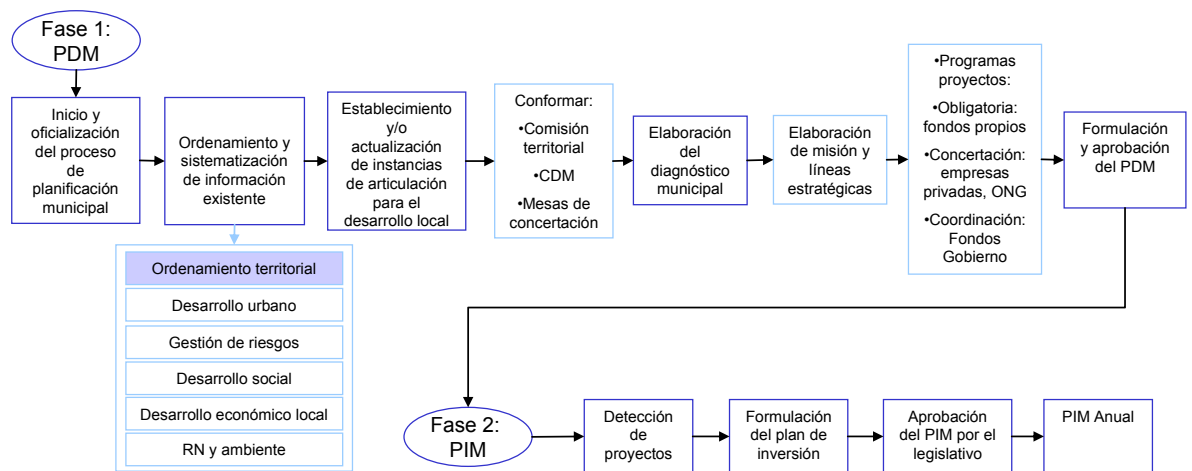 Fase 1:
PDM
Inicio y
oficialización
del proceso
de
planificación
municipal
Ordenamiento y
sistematización
de información
existente
Establecimiento
y/o
actualización
de instancias
de articulación
para el
desarrollo local
Conformar:
•Comisión
territorial
•CDM
•Mesas de
concertación
Elaboración
del
diagnóstico
municipal
Elaboración
de misión y
líneas
estratégicas
•Programas
proyectos:
•Obligatoria:
fondos propios
•Concertación:
empresas
privadas, ONG
•Coordinación:
Fondos
Gobierno
Formulación
y aprobación
del PDM
Ordenamiento territorial
Desarrollo urbano
Gestión de riesgos
Desarrollo social
Desarrollo económico local
RN y ambiente
Fase 2:
PIM
Detección
de
proyectos
Formulación
del plan de
inversión
Aprobación
del PIM por el
legislativo
PIM Anual